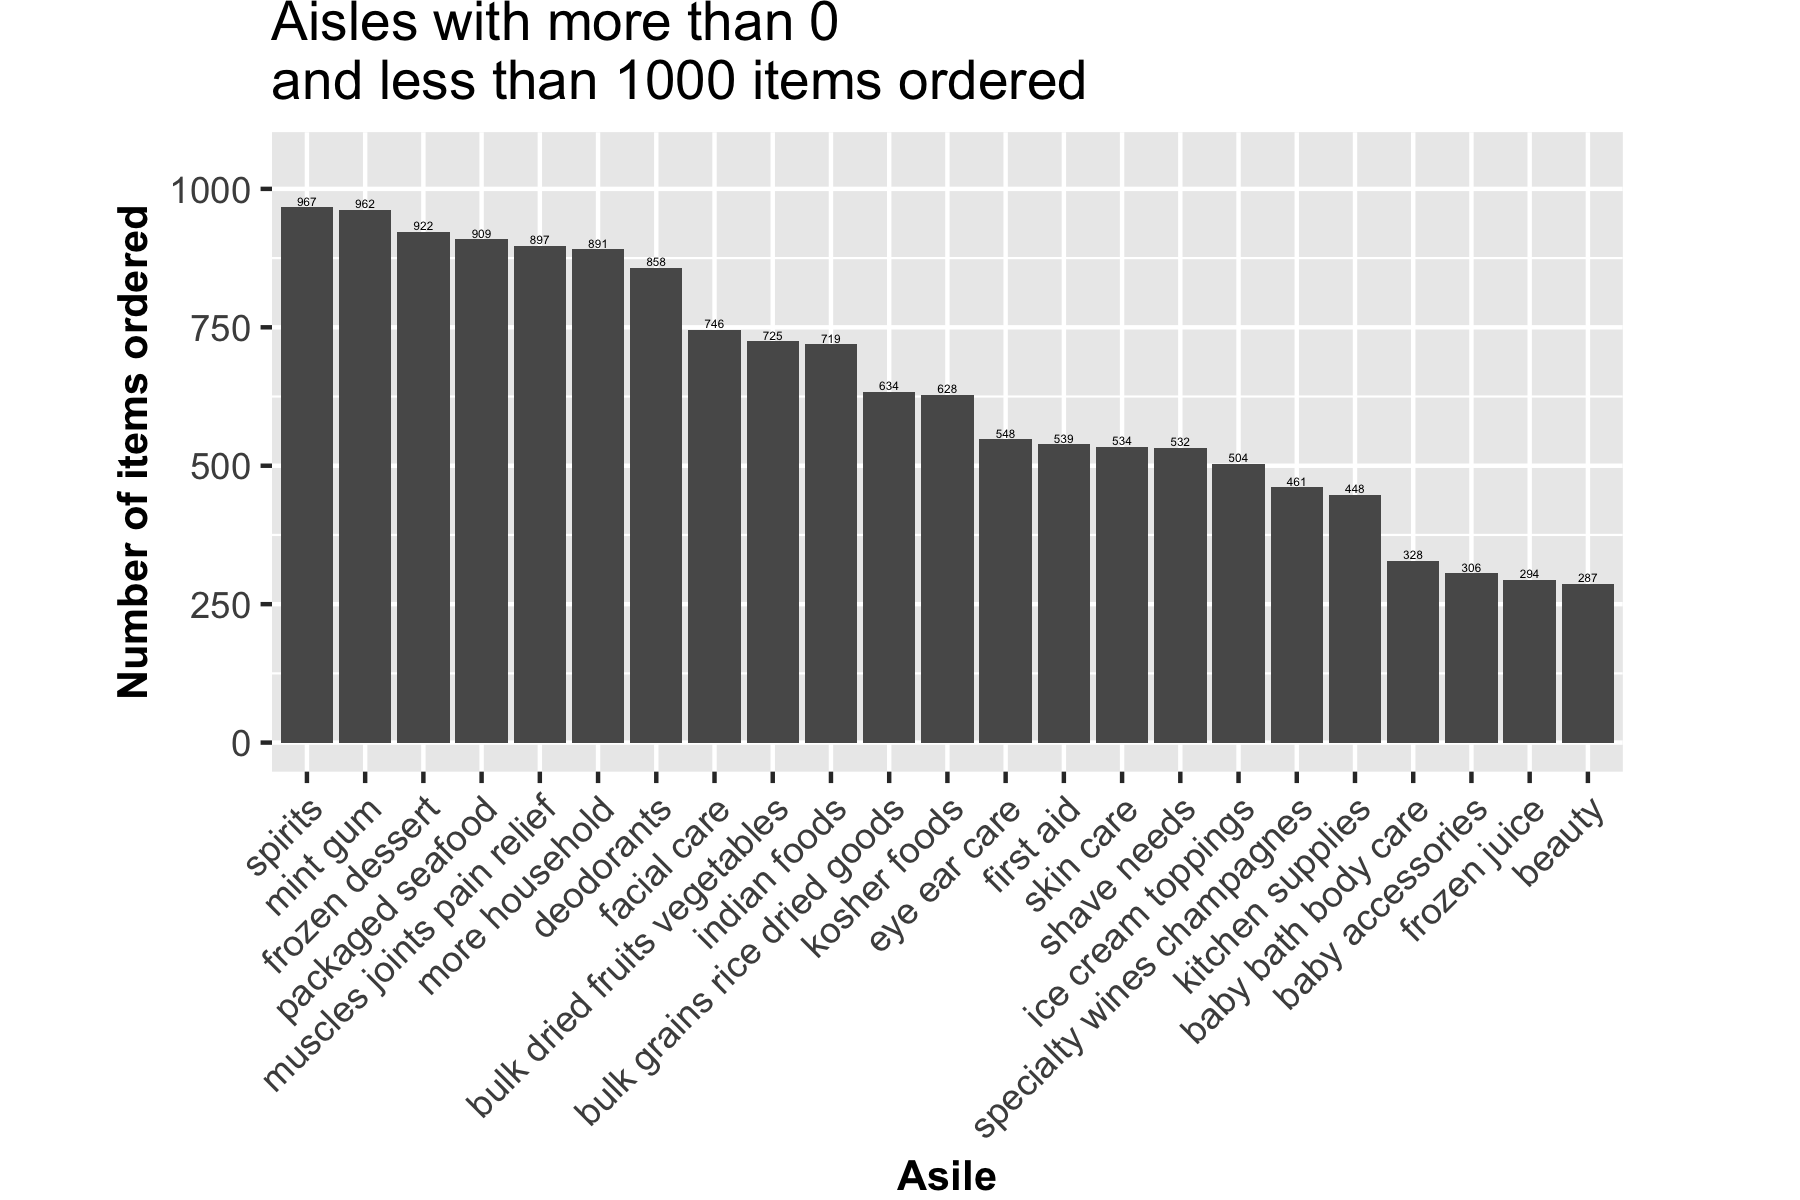 Aisles with more than 0
and less than 1000 items ordered
Number of items ordered
1000
750
500
250
0
967
962
922
909
897
891
858
746
725
719
634
628
548
539
534
532
504
461
448
328
306
294
287
spirits
mint gum
frozen dessert
packaged seafood
muscles joints pain relief
more household
deodorants
facial care
bulk dried fruits vegetables
indian foods
bulk grains rice dried goods
kosher foods
eye ear care
first aid
skin care
shave needs
ice cream toppings
specialty wines champagnes
kitchen supplies
baby bath body care
baby accessories
frozen juice
beauty
Asile